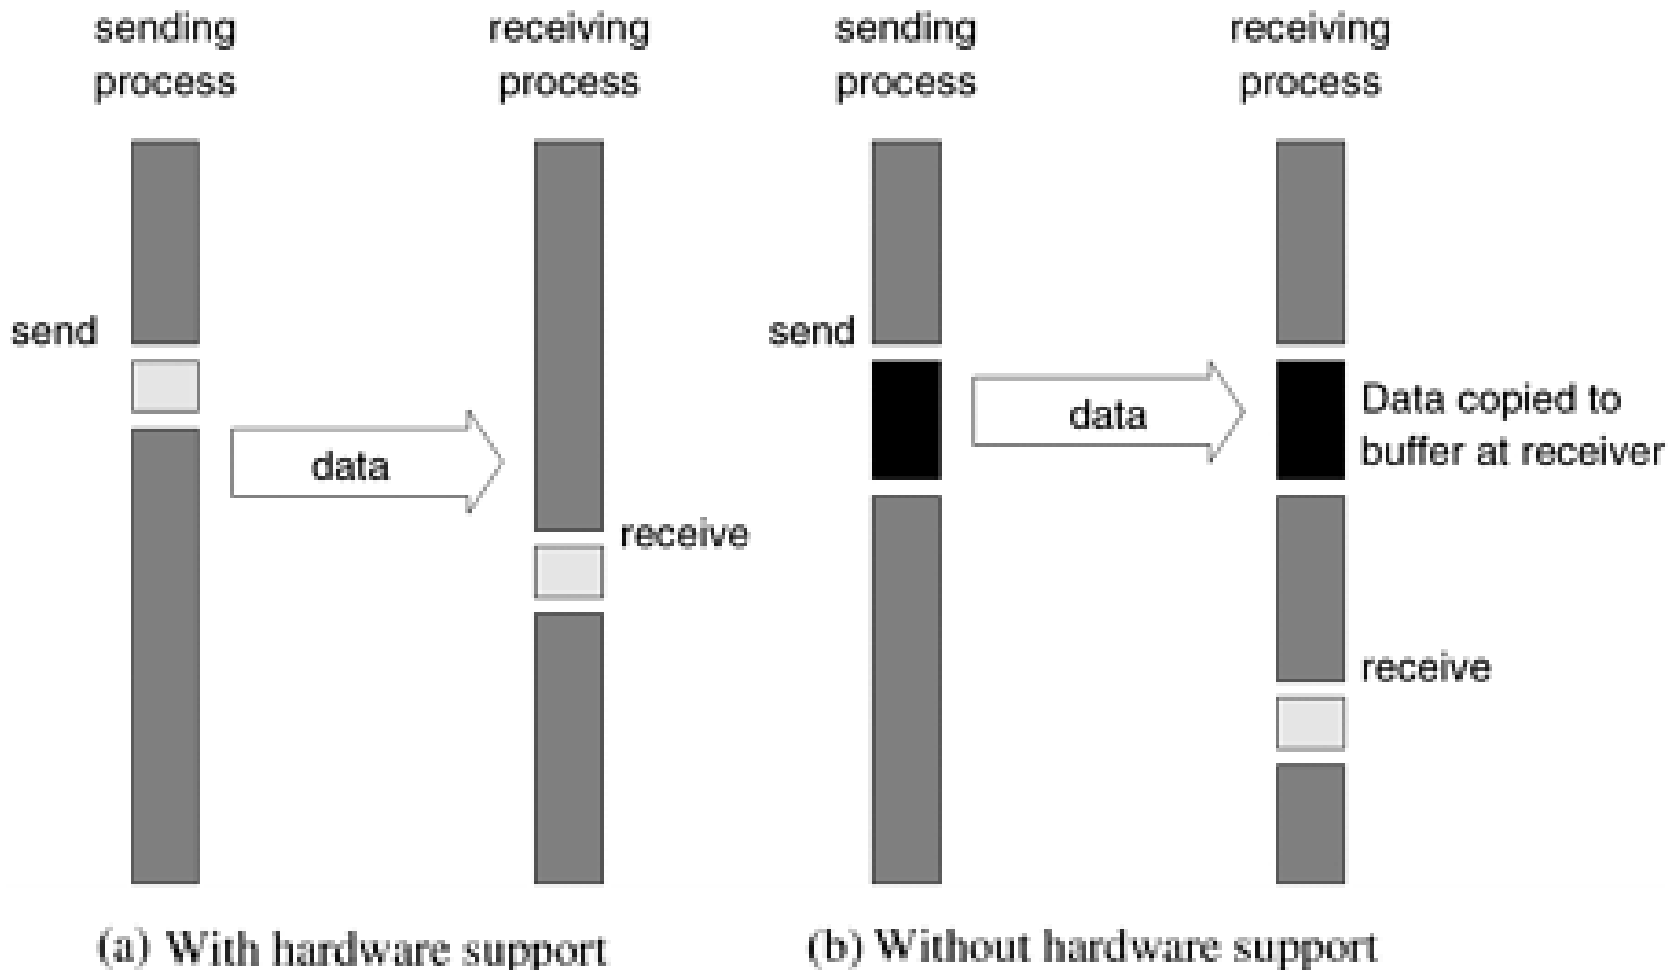 sending
process
receiving
process
sending
process
receiving
process
send
data
receive
send
data
Data copied to
buffer at receiver
receive
(a) With hardware support
(b) Without hardware support